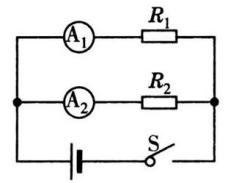 A₁ R₁
A₂ R₂
S